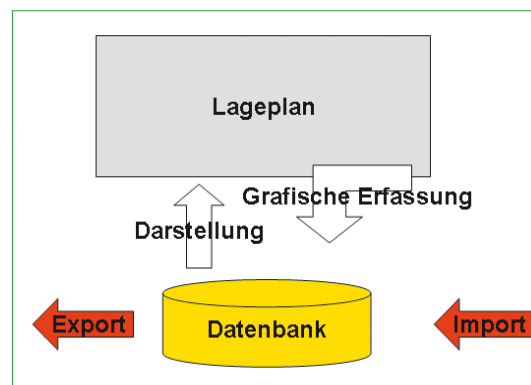 Lageplan
Grafische Erfassung
Darstellung
Export
Datenbank
Import